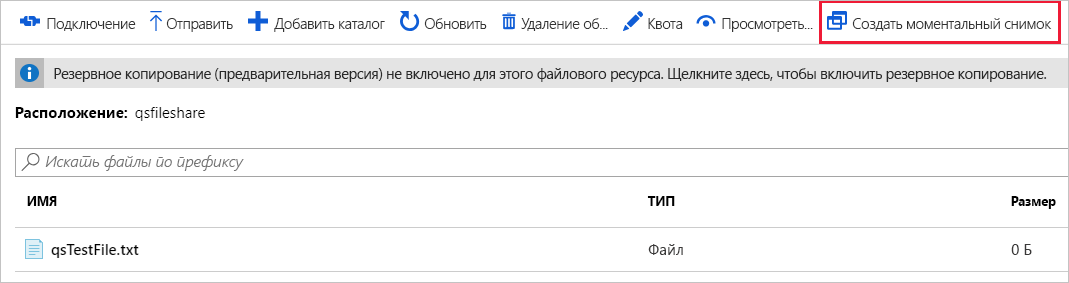 Подключение Отправить Добавить каталог Обновить Удаление об... Квота Просмотреть... Создать моментальный снимок
Резервное копирование (предварительная версия) не включено для этого файлового ресурса. Щелкните здесь, чтобы включить резервное копирование.
Расположение: qsfileshare
Искать файлы по префиксу
ИМЯ ТИП Размер
qsTestFile.txt Файл 0 Б